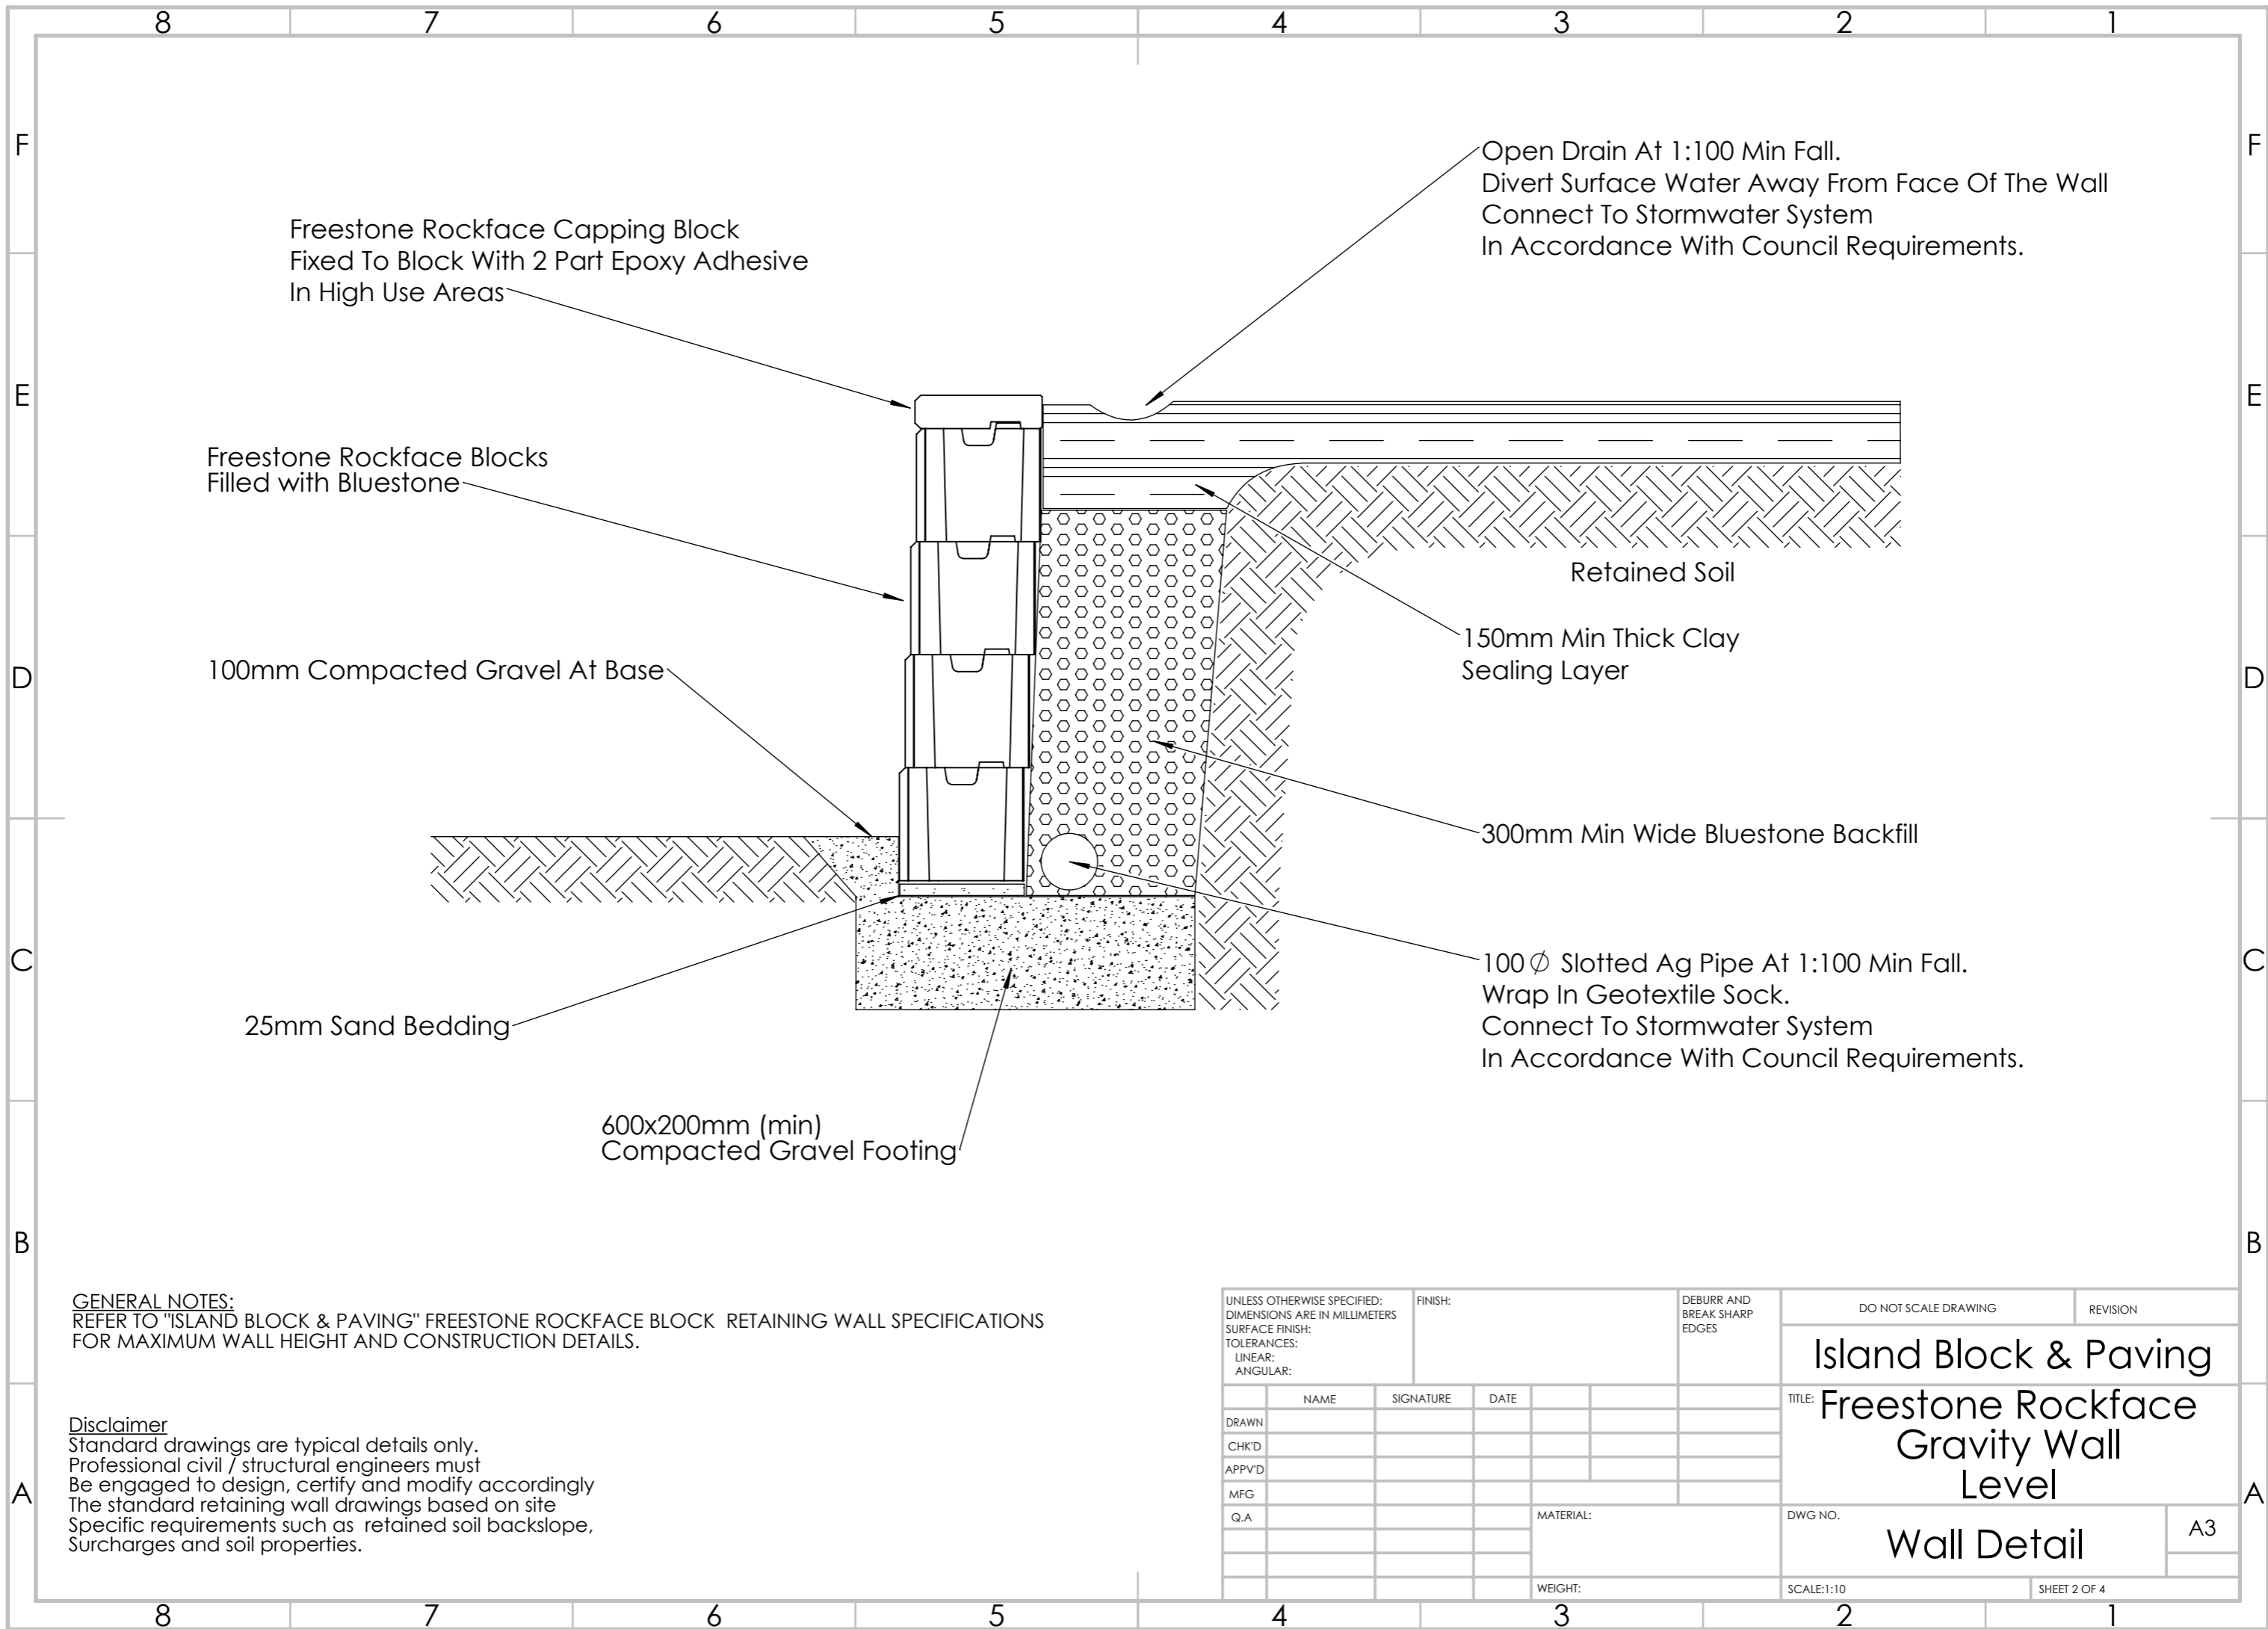 8 7 6 5 4 3 2 1
F F
Open Drain At 1:100 Min Fall.
Divert Surface Water Away From Face Of The Wall
Connect To Stormwater System
In Accordance With Council Requirements.
Freestone Rockface Capping Block
Fixed To Block With 2 Part Epoxy Adhesive
In High Use Areas
E E
Freestone Rockface Blocks
Filled with Bluestone
Retained Soil
150mm Min Thick Clay
Sealing Layer
100mm Compacted Gravel At Base
D D
300mm Min Wide Bluestone Backfill
100 Ø Slotted Ag Pipe At 1:100 Min Fall.
Wrap In Geotextile Sock.
Connect To Stormwater System
In Accordance With Council Requirements.
C C
25mm Sand Bedding
600x200mm (min)
Compacted Gravel Footing
B B
GENERAL NOTES:
REFER TO "ISLAND BLOCK & PAVING" FREESTONE ROCKFACE BLOCK RETAINING WALL SPECIFICATIONS
FOR MAXIMUM WALL HEIGHT AND CONSTRUCTION DETAILS.
Disclaimer
Standard drawings are typical details only.
Professional civil / structural engineers must
Be engaged to design, certify and modify accordingly
The standard retaining wall drawings based on site
Specific requirements such as retained soil backslope,
Surcharges and soil properties.
A A
UNLESS OTHERWISE SPECIFIED:
DIMENSIONS ARE IN MILLIMETERS
SURFACE FINISH:
TOLERANCES:
LINEAR:
ANGULAR:
FINISH:
DEBURR AND
BREAK SHARP
EDGES
DO NOT SCALE DRAWING
REVISION
Island Block & Paving
NAME SIGNATURE DATE
DRAWN
CHK'D
APPV'D
MFG
Q.A
TITLE: Freestone Rockface
Gravity Wall
Level
MATERIAL:
DWG NO.
Wall Detail
A3
WEIGHT:
SCALE:1:10
SHEET 2 OF 4
8 7 6 5 4 3 2 1